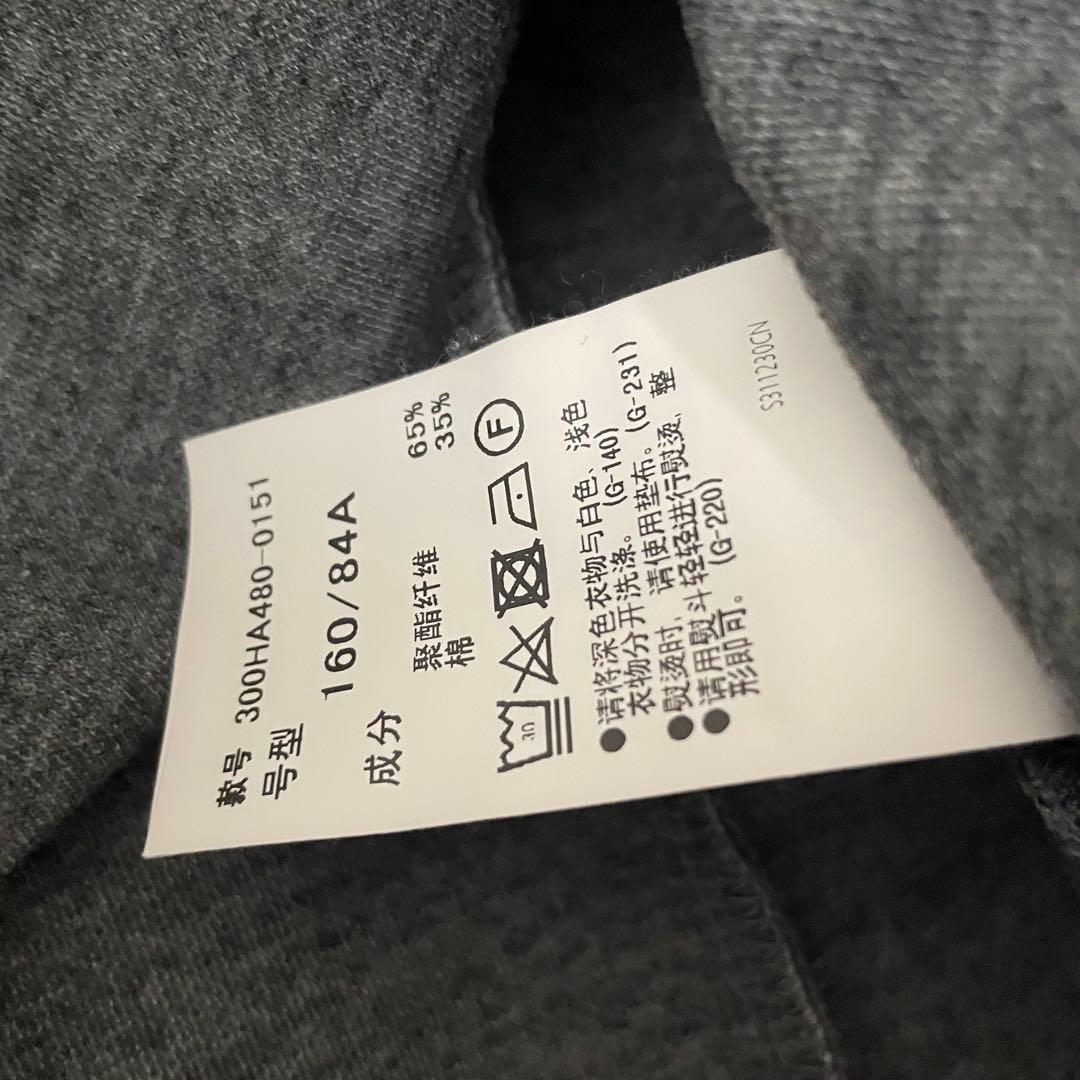 款号 300HA480-0151
号型 160/84A
成分 聚酯纤维 65%
棉 35%
30 F
●请将深色衣物与白色、浅色
衣物分开洗涤。(G-140)
●熨烫时，请使用垫布。(G-231)
●请用熨斗轻轻进行熨烫，整
形即可。(G-220)
S311230CN